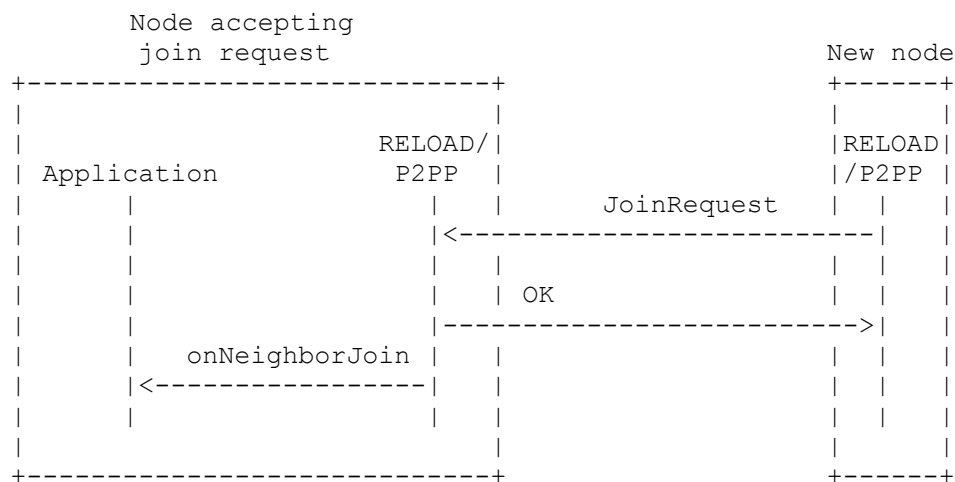 Node accepting
join request New node
RELOAD/ RELOAD
Application P2PP /P2PP
JoinRequest
OK
onNeighborJoin